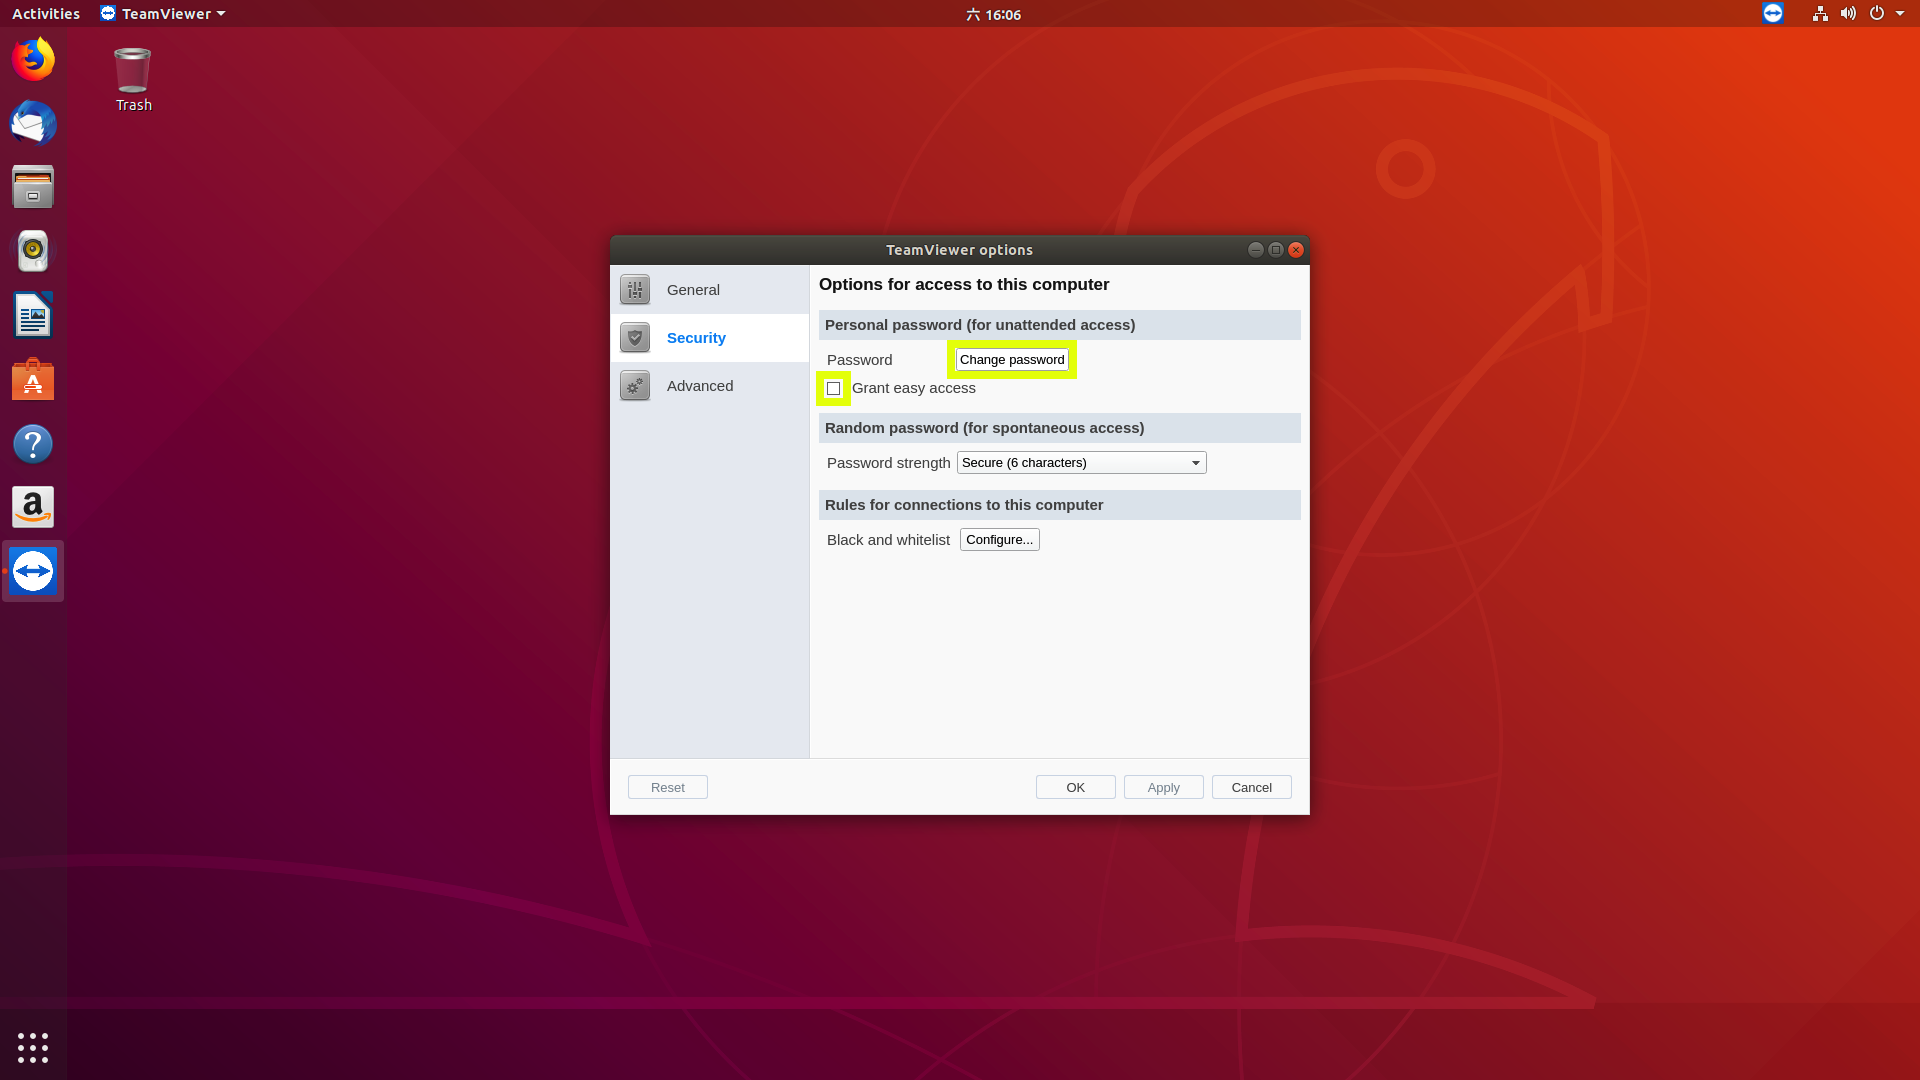 Activities TeamViewer 六 16:06
Trash
TeamViewer options
General
Security
Advanced
Options for access to this computer
Personal password (for unattended access)
Password Change password
Grant easy access
Random password (for spontaneous access)
Password strength Secure (6 characters)
Rules for connections to this computer
Black and whitelist Configure...
Reset OK Apply Cancel